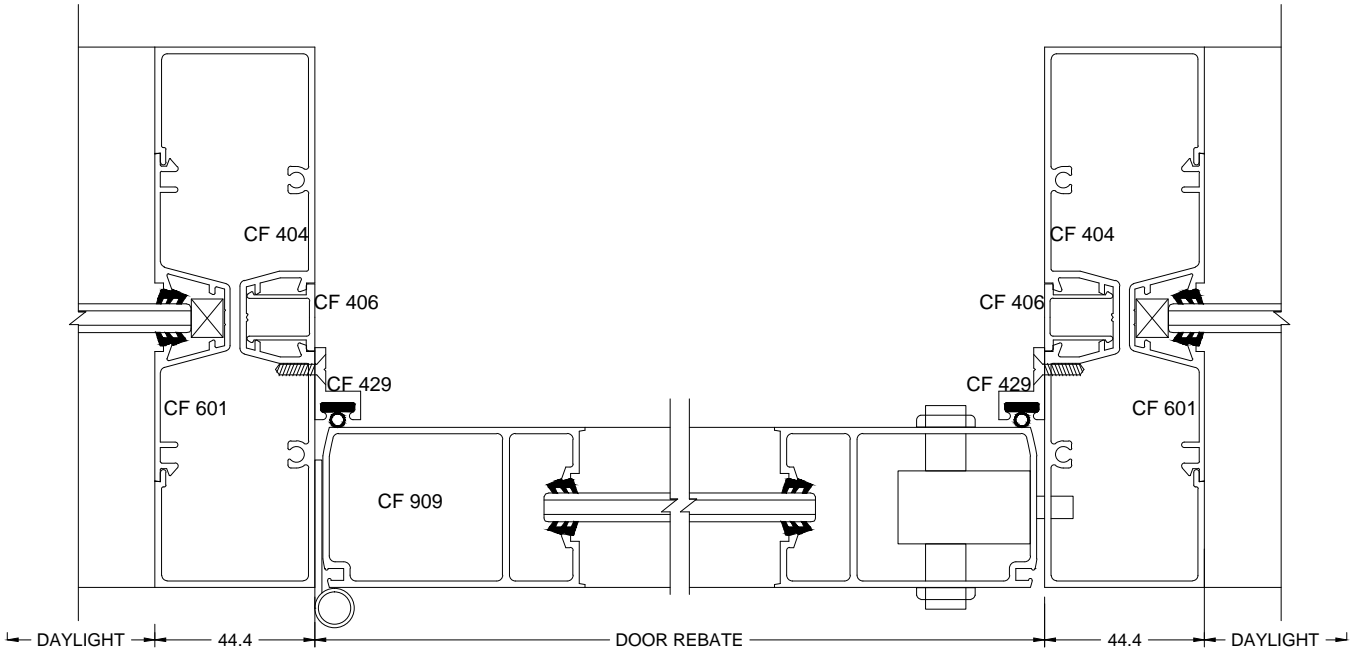 CF 404
CF 404
CF 406
CF 406
CF 429
CF 429
CF 601
CF 601
CF 909
DAYLIGHT
44.4
DOOR REBATE
44.4
DAYLIGHT